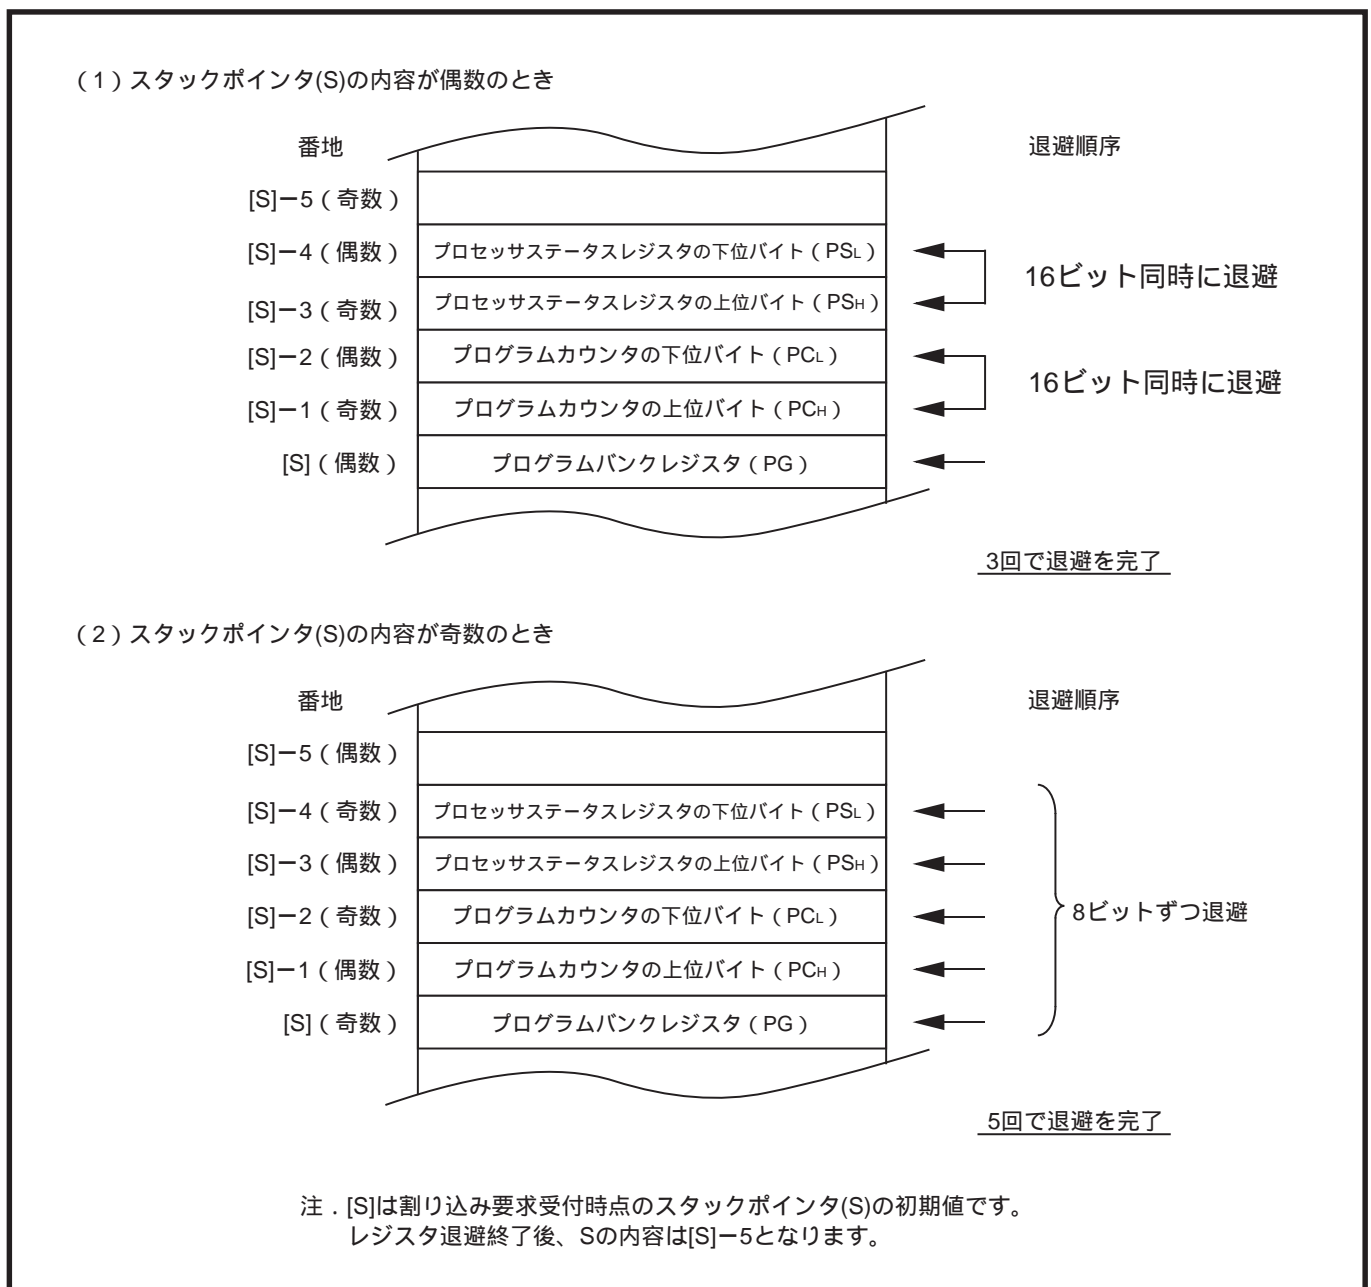 （1）スタックポインタ(S)の内容が偶数のとき
番地
退避順序
[S]ー5（奇数）
[S]ー4（偶数） プロセッサステータスレジスタの下位バイト（PSL）
[S]ー3（奇数） プロセッサステータスレジスタの上位バイト（PSH）
16ビット同時に退避
[S]ー2（偶数） プログラムカウンタの下位バイト（PCL）
[S]ー1（奇数） プログラムカウンタの上位バイト（PCH）
16ビット同時に退避
[S]（偶数） プログラムバンクレジスタ（PG）
3回で退避を完了
（2）スタックポインタ(S)の内容が奇数のとき
番地
退避順序
[S]ー5（偶数）
[S]ー4（奇数） プロセッサステータスレジスタの下位バイト（PSL）
[S]ー3（偶数） プロセッサステータスレジスタの上位バイト（PSH）
[S]ー2（奇数） プログラムカウンタの下位バイト（PCL）
8ビットずつ退避
[S]ー1（偶数） プログラムカウンタの上位バイト（PCH）
[S]（奇数） プログラムバンクレジスタ（PG）
5回で退避を完了
注．[S]は割り込み要求受付時点のスタックポインタ(S)の初期値です。
レジスタ退避終了後、Sの内容は[S]ー5となります。